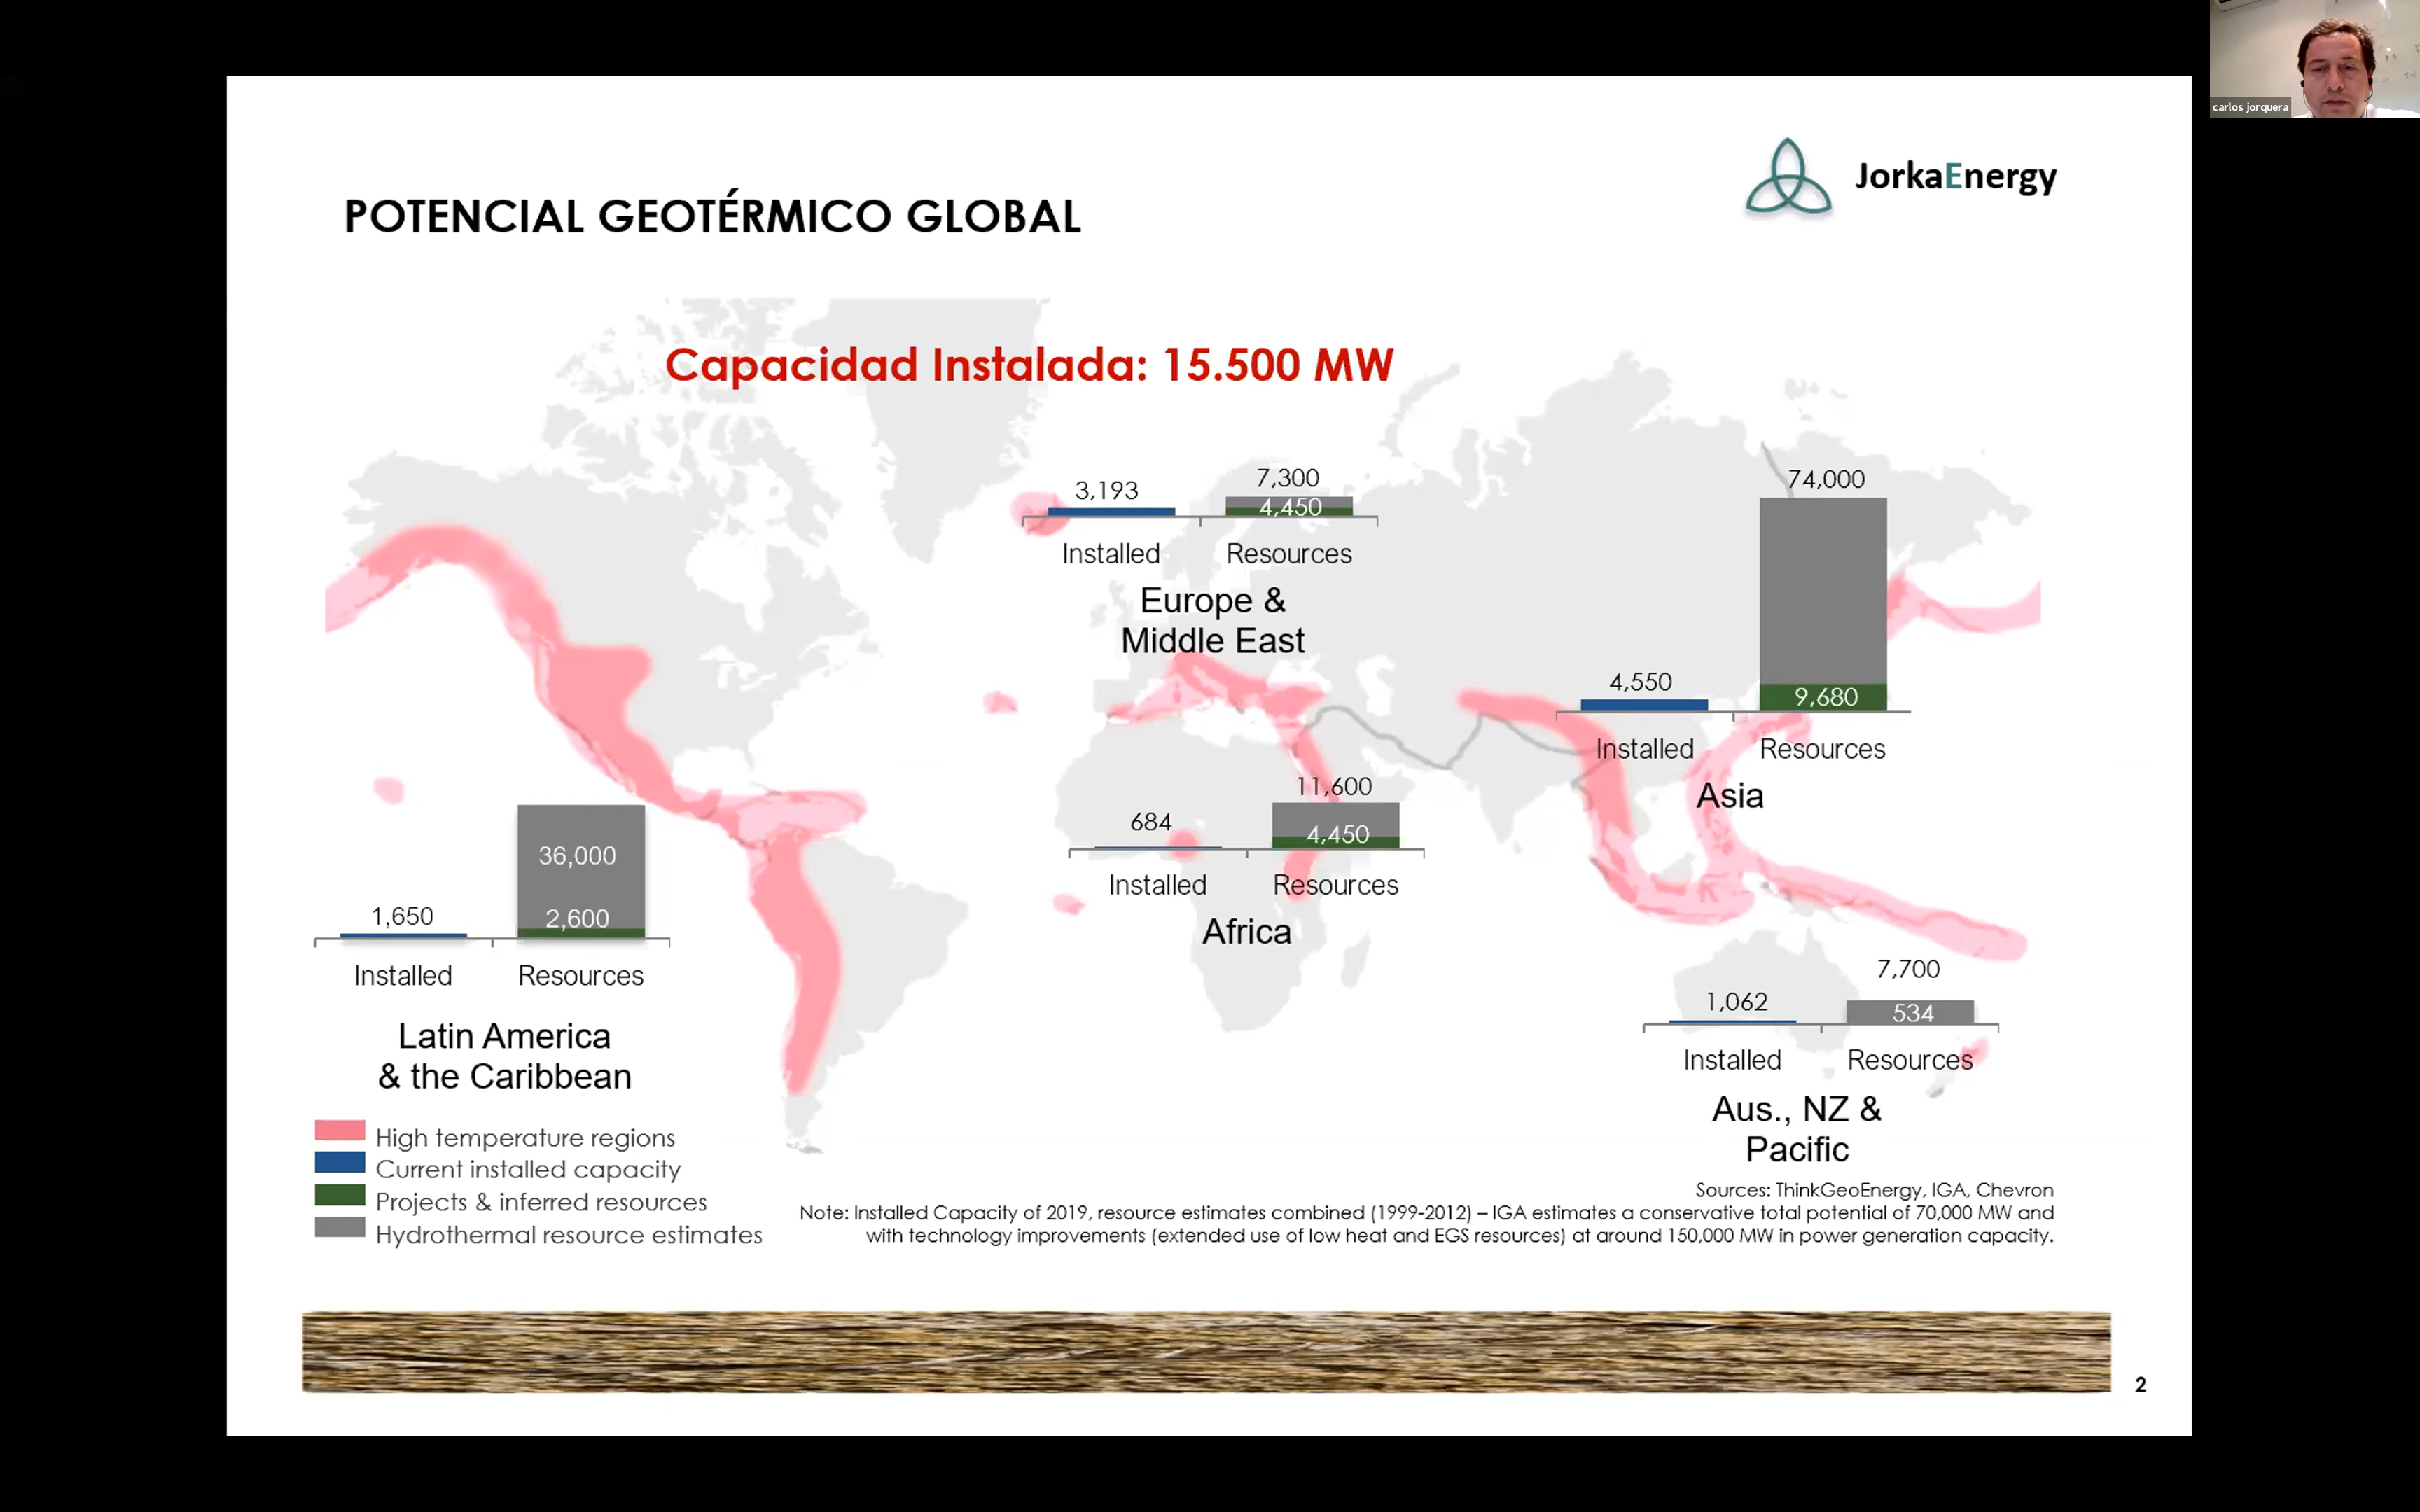 carlos jorquera
JorkaEnergy
POTENCIAL GEOTÉRMICO GLOBAL
Capacidad Instalada: 15.500 MW
3,193
7,300
4,450
Installed
Resources
Europe &
Middle East
74,000
4,550
9,680
Installed
Resources
Asia
11,600
684
4,450
Installed
Resources
Africa
36,000
1,650
2,600
Installed
Resources
Latin America
& the Caribbean
7,700
1,062
534
Installed
Resources
Aus., NZ &
Pacific
High temperature regions
Current installed capacity
Projects & inferred resources
Hydrothermal resource estimates
Sources: ThinkGeoEnergy, IGA, Chevron
Note: Installed Capacity of 2019, resource estimates combined (1999-2012) – IGA estimates a conservative total potential of 70,000 MW and
with technology improvements (extended use of low heat and EGS resources) at around 150,000 MW in power generation capacity.
2